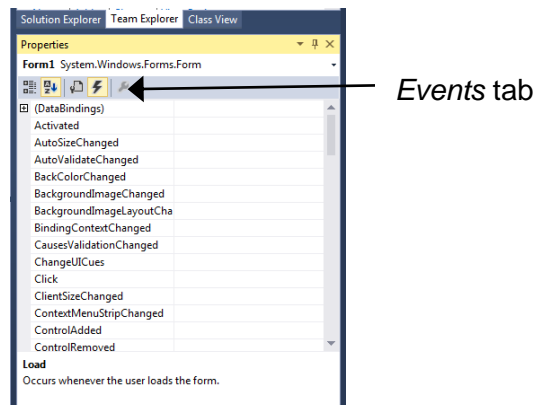 Solution Explorer Team Explorer Class View
Properties
Form1 System.Windows.Forms.Form
Events tab
(DataBindings)
Activated
AutoSizeChanged
AutoValidateChanged
BackColorChanged
BackgroundImageChanged
BackgroundImageLayoutCha
BindingContextChanged
CausesValidationChanged
ChangeUICues
Click
ClientSizeChanged
ContextMenuStripChanged
ControlAdded
ControlRemoved
Load
Occurs whenever the user loads the form.